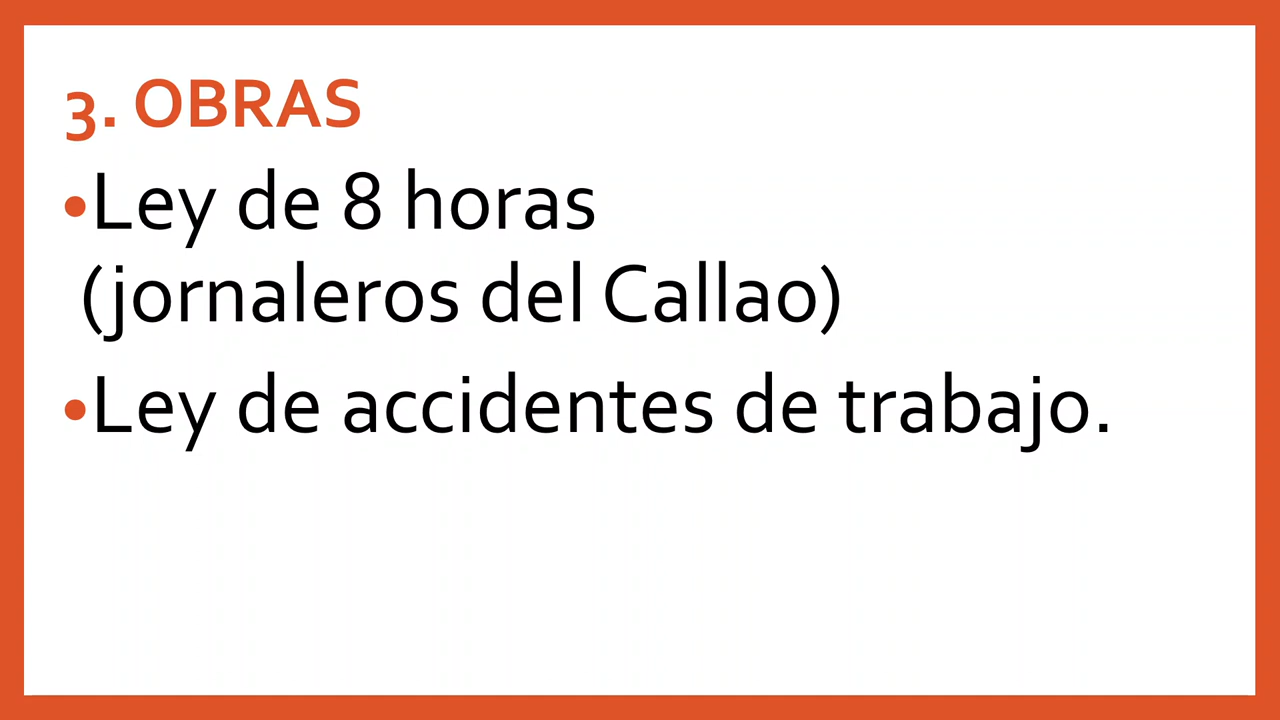 3. OBRAS
•Ley de 8 horas
(jornaleros del Callao)
•Ley de accidentes de trabajo.